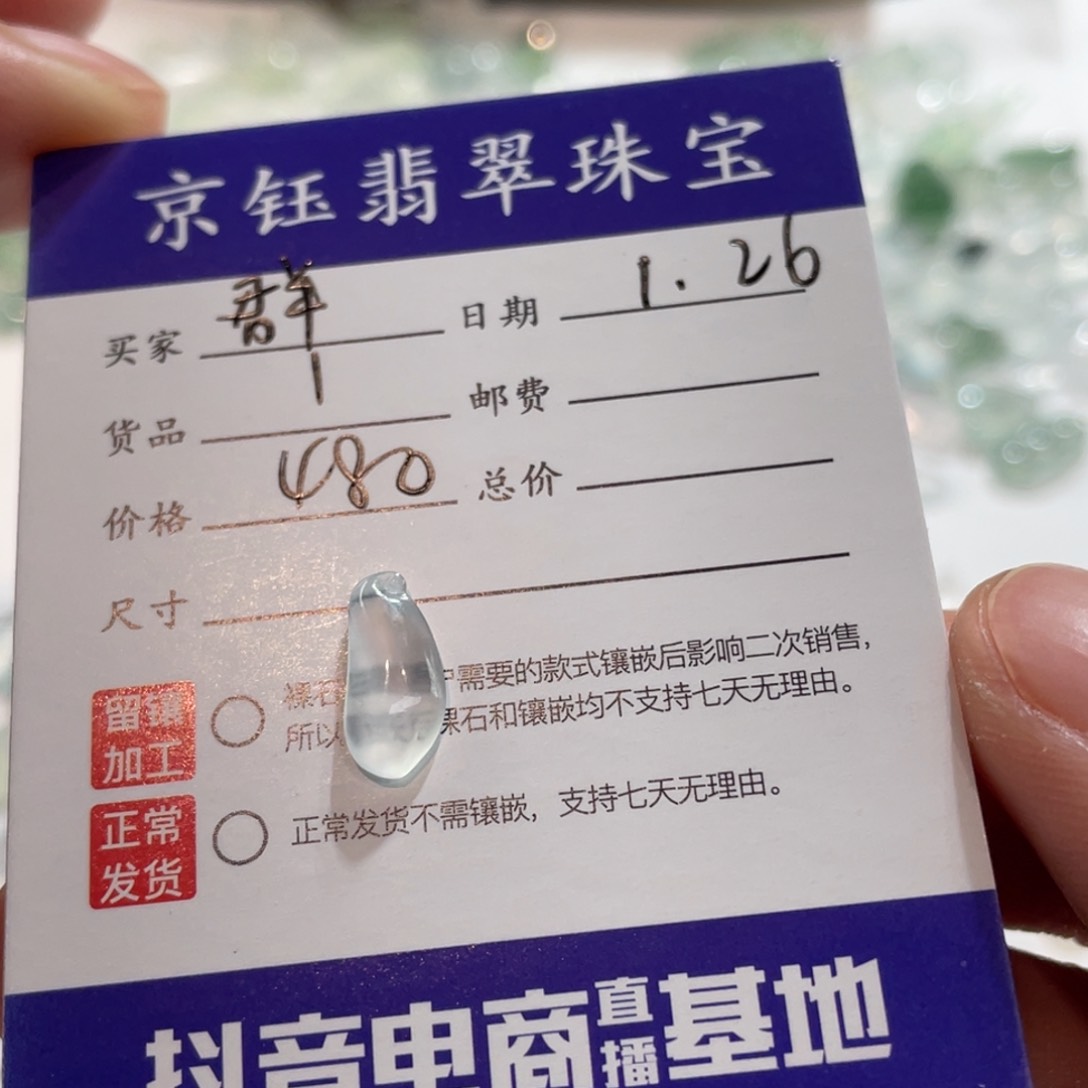 京钰翡翠珠宝
买家 群 日期 1.26
货品 1 邮费
价格 480 总价
尺寸
留镶加工 裸石 需要的款式镶嵌后影响二次销售,
所以 裸石和镶嵌均不支持七天无理由。
正常发货 正常发货不需镶嵌,支持七天无理由。
抖音电商直播基地